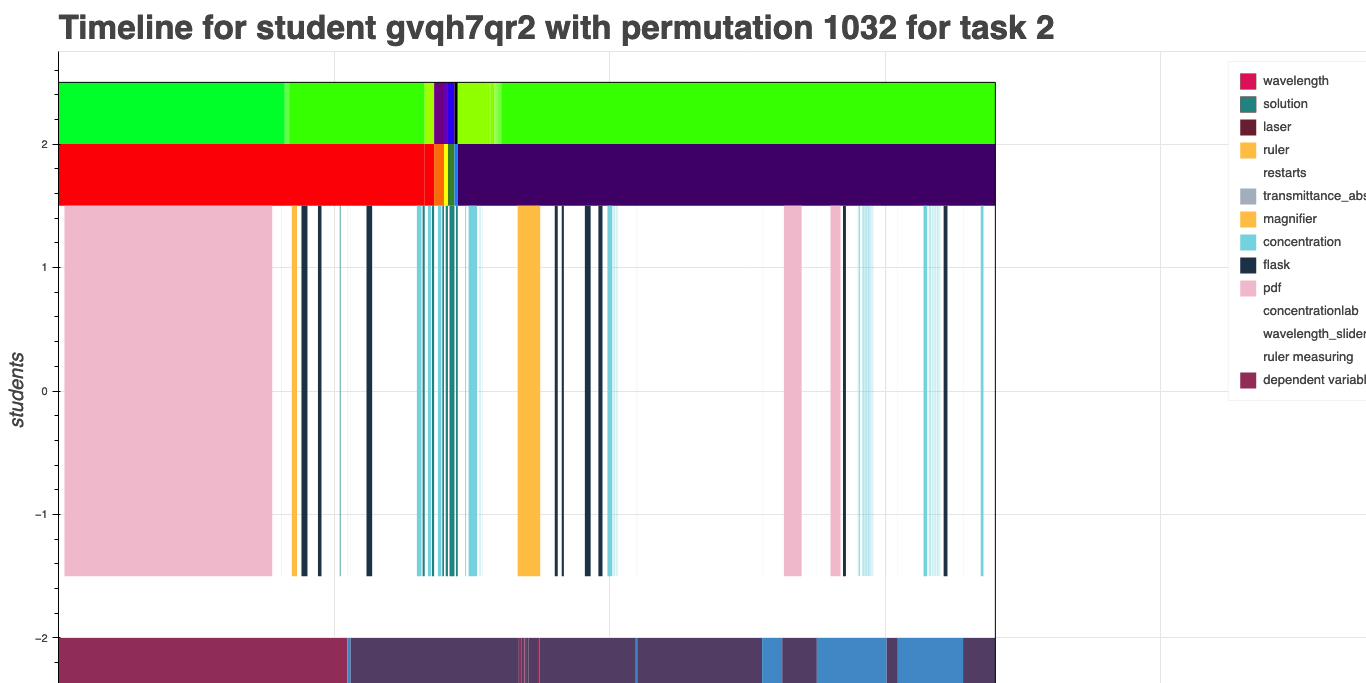 Timeline for student gvqh7qr2 with permutation 1032 for task 2
students
2
1
0
−1
−2
wavelength
solution
laser
ruler
restarts
transmittance_abs
magnifier
concentration
flask
pdf
concentrationlab
wavelength_slider
ruler measuring
dependent variabl